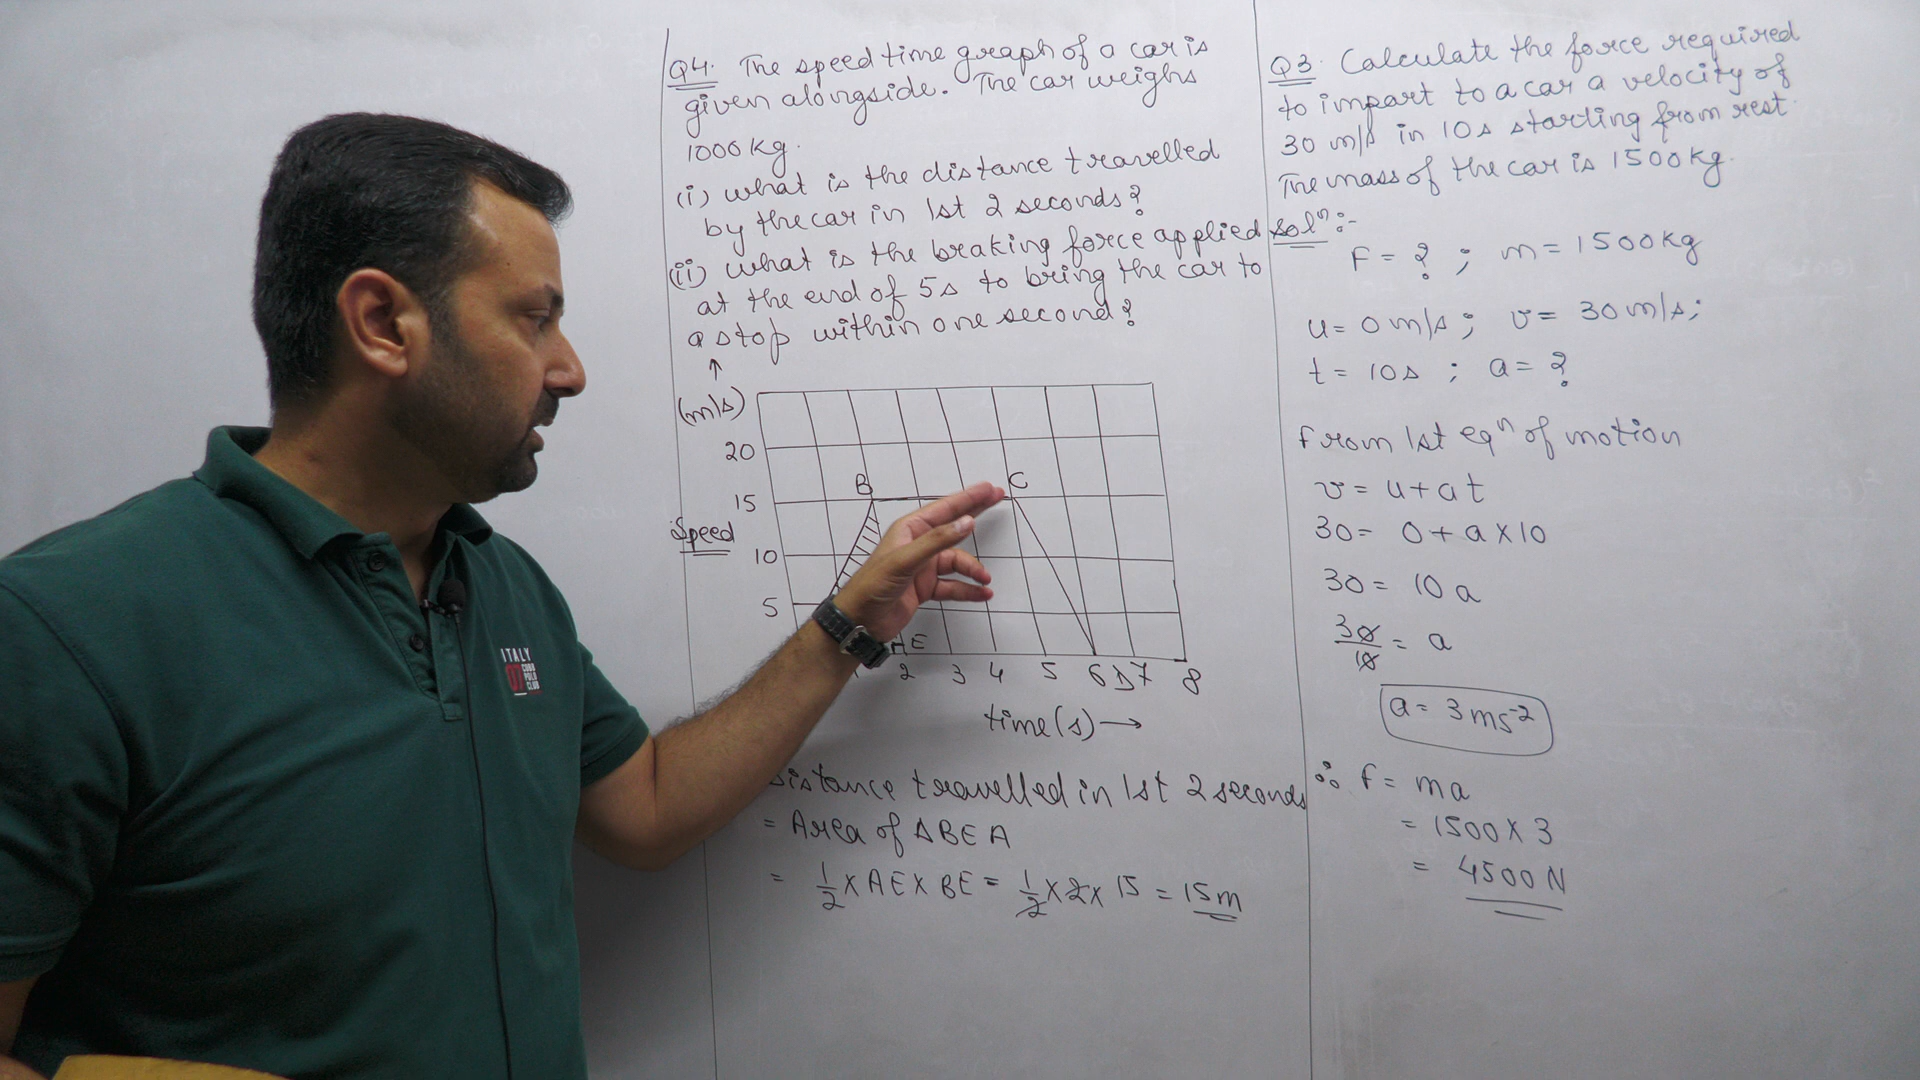 Q4. The speed time graph of a car is
given alongside. The car weighs
1000 kg.
(i) what is the distance travelled
by the car in 1st 2 seconds?
(ii) what is the braking force applied
at the end of 5s to bring the car to
a stop within one second?
↑
(m/s)
20
15
Speed
10
5
B
C
E
2 3 4 5 6 D 7 8
time(s) →
istance travelled in 1st 2 seconds
= Area of ΔBEA
= 1/2 × AE × BE = 1/2 × 2 × 15 = 15m
Q3. Calculate the force required
to impart to a car a velocity of
30 m/s in 10s starting from rest.
The mass of the car is 1500 kg.
Solⁿ:-
F = ? ; m = 1500 kg
u = 0 m/s ; v = 30 m/s;
t = 10s ; a = ?
From 1st eqⁿ of motion
v = u + at
30 = 0 + a × 10
30 = 10 a
30/10 = a
a = 3 ms⁻²
∴ F = ma
= 1500 × 3
= 4500 N
ITALY
07
CUBO
POLO
CLUB